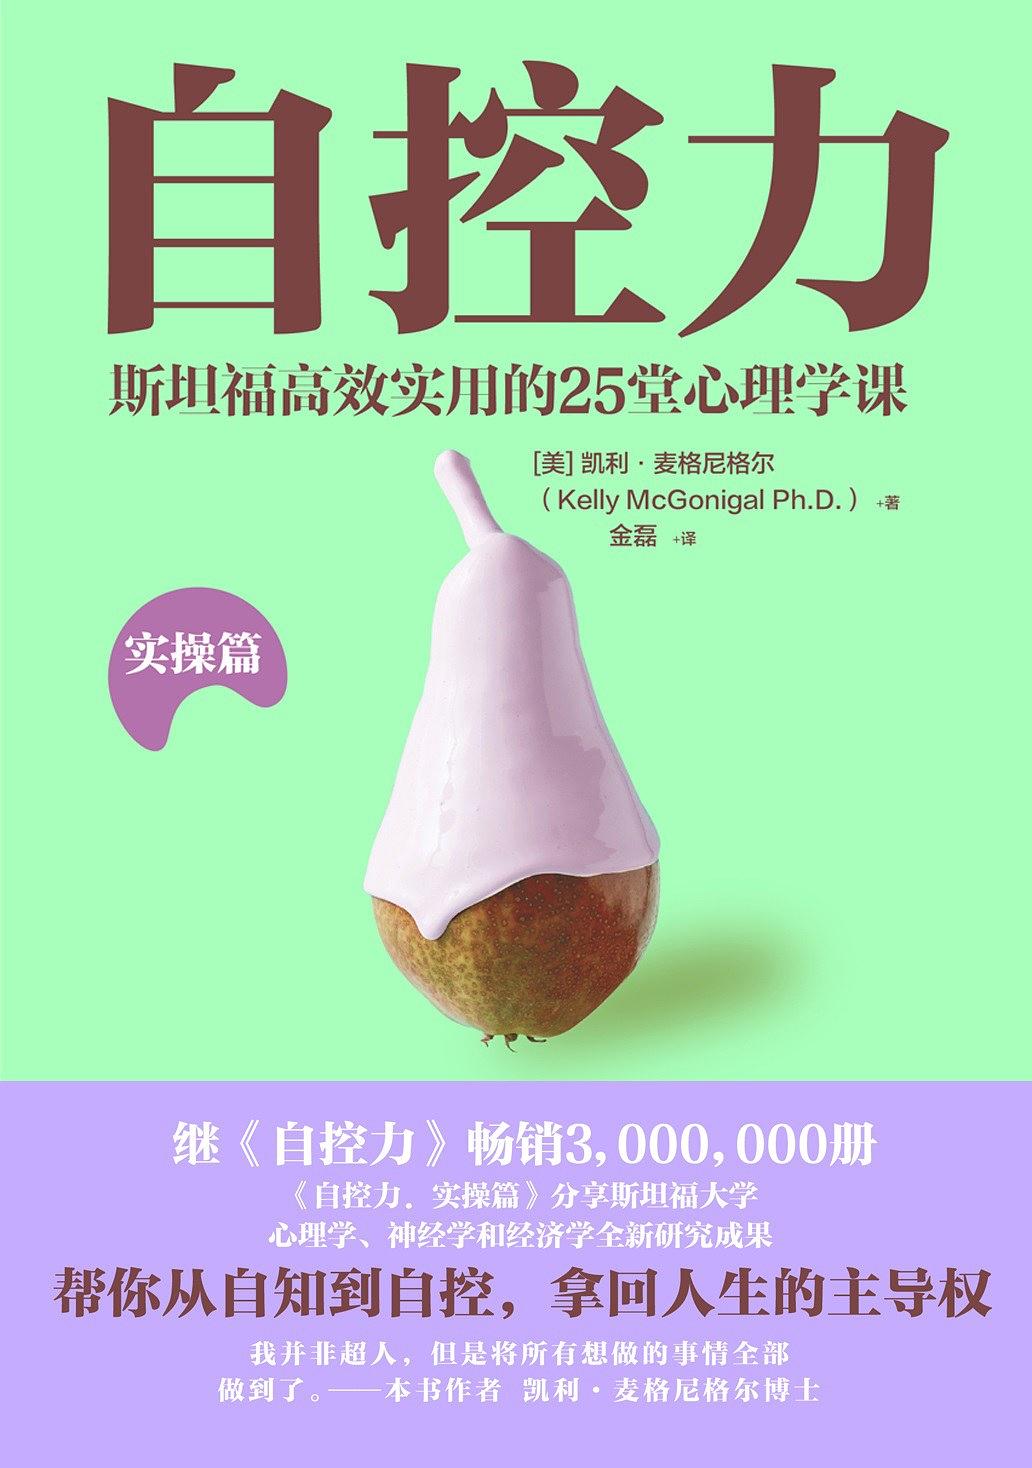 自控力
斯坦福高效实用的25堂心理学课
[美] 凯利·麦格尼格尔
（Kelly McGonigal Ph.D.） +著
金磊 +译
实操篇
继《自控力》畅销3,000,000册
《自控力．实操篇》分享斯坦福大学
心理学、神经学和经济学全新研究成果
帮你从自知到自控，拿回人生的主导权
我并非超人，但是将所有想做的事情全部
做到了。——本书作者 凯利·麦格尼格尔博士